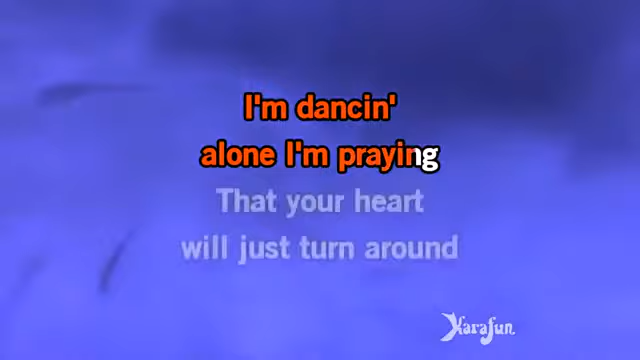 I'm dancin'
alone I'm praying
That your heart
will just turn around
Karafun